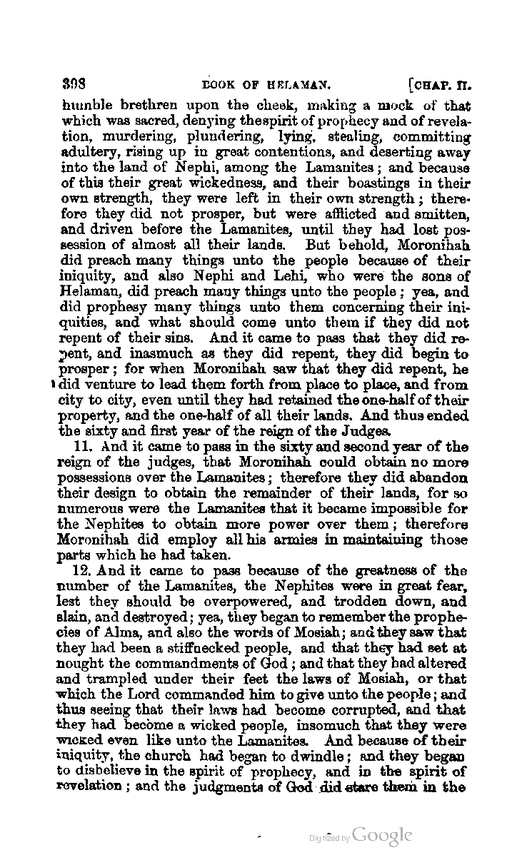 398 BOOK OF HELAMAN. [CHAP. II.
humble brethren upon the cheek, making a mock of that
which was sacred, denying the spirit of prophecy and of revela-
tion, murdering, plundering, lying, stealing, committing
adultery, rising up in great contentions, and deserting away
into the land of Nephi, among the Lamanites; and because
of this their great wickedness, and their boastings in their
own strength, they were left in their own strength; there-
fore they did not prosper, but were afflicted and smitten,
and driven before the Lamanites, until they had lost pos-
session of almost all their lands. But behold, Moronihah
did preach many things unto the people because of their
iniquity, and also Nephi and Lehi, who were the sons of
Helaman, did preach many things unto the people; yea, and
did prophesy many things unto them concerning their ini-
quities, and what should come unto them if they did not
repent of their sins. And it came to pass that they did re-
pent, and inasmuch as they did repent, they did begin to
prosper; for when Moronihah saw that they did repent, he
did venture to lead them forth from place to place, and from
city to city, even until they had retained the one-half of their
property, and the one-half of all their lands. And thus ended
the sixty and first year of the reign of the Judges.
11. And it came to pass in the sixty and second year of the
reign of the judges, that Moronihah could obtain no more
possessions over the Lamanites; therefore they did abandon
their design to obtain the remainder of their lands, for so
numerous were the Lamanites that it became impossible for
the Nephites to obtain more power over them; therefore
Moronihah did employ all his armies in maintaining those
parts which he had taken.
12. And it came to pass because of the greatness of the
number of the Lamanites, the Nephites were in great fear,
lest they should be overpowered, and trodden down, and
slain, and destroyed; yea, they began to remember the prophe-
cies of Alma, and also the words of Mosiah; and they saw that
they had been a stiffnecked people, and that they had set at
nought the commandments of God; and that they had altered
and trampled under their feet the laws of Mosiah, or that
which the Lord commanded him to give unto the people; and
thus seeing that their laws had become corrupted, and that
they had become a wicked people, insomuch that they were
wicked even like unto the Lamanites. And because of their
iniquity, the church had began to dwindle; and they began
to disbelieve in the spirit of prophecy, and in the spirit of
revelation; and the judgments of God did stare them in the
Digitized by Google